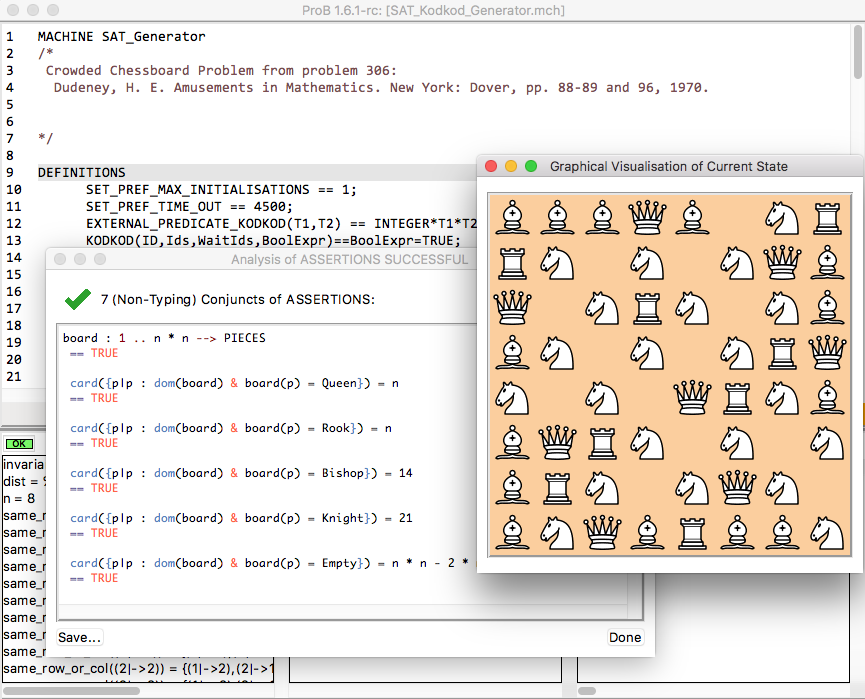 ProB 1.6.1-rc: [SAT_Kodkod_Generator.mch]
1 MACHINE SAT_Generator
2 /*
3 Crowded Chessboard Problem from problem 306:
4 Dudeney, H. E. Amusements in Mathematics. New York: Dover, pp. 88-89 and 96, 1970.
5
6
7 */
8
9 DEFINITIONS
10 SET_PREF_MAX_INITIALISATIONS == 1;
11 SET_PREF_TIME_OUT == 4500;
12 EXTERNAL_PREDICATE_KODKOD(T1,T2) == INTEGER*T1*T2
13 KODKOD(ID,Ids,WaitIds,BoolExpr)==BoolExpr=TRUE;
14
15
16
17
18
19
20
21
Graphical Visualisation of Current State
Analysis of ASSERTIONS SUCCESSFUL
7 (Non-Typing) Conjuncts of ASSERTIONS:
board : 1 .. n * n --> PIECES
== TRUE
card({p|p : dom(board) & board(p) = Queen}) = n
== TRUE
card({p|p : dom(board) & board(p) = Rook}) = n
== TRUE
card({p|p : dom(board) & board(p) = Bishop}) = 14
== TRUE
card({p|p : dom(board) & board(p) = Knight}) = 21
== TRUE
card({p|p : dom(board) & board(p) = Empty}) = n * n - 2 *
== TRUE
Save...
Done
OK
invaria
dist =
n = 8
same_r
same_r
same_r
same_r
same_r
same_r
same_r
same_r
same_r
same_row_or_col((2|->2)) = {(1|->2),(2|->1